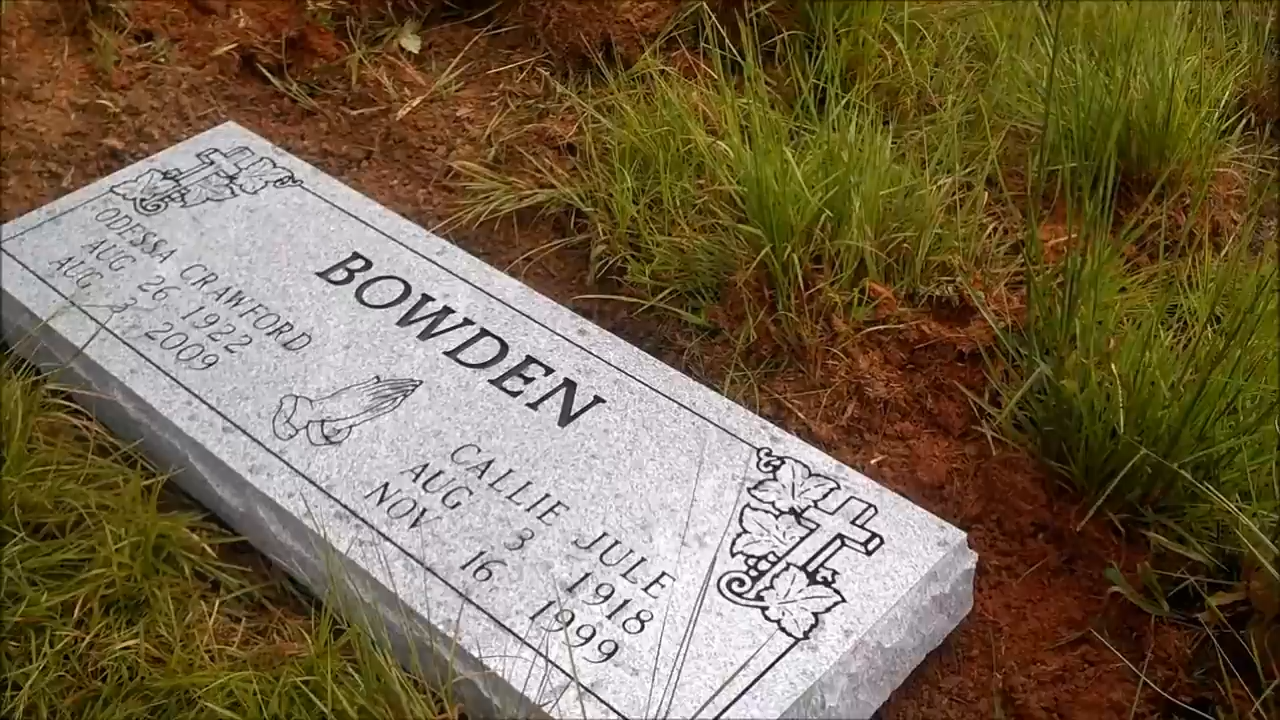 BOWDEN
ODESSA CRAWFORD
AUG 26 1922
AUG. 3, 2009
CALLIE JULE
AUG 3 1918
NOV 16, 1999